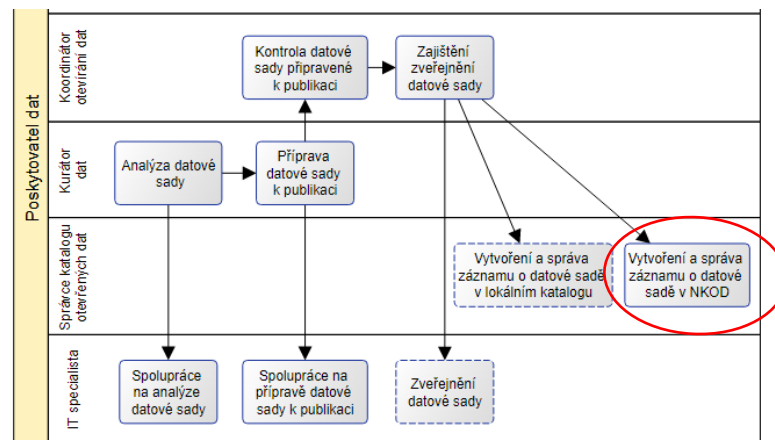 Poskytovatel dat
Koordinátor
otevírání dat
Kontrola datové
sady připravené
k publikaci
Zajištění
zveřejnění
datové sady
Kurátor
dat
Analýza datové
sady
Příprava
datové sady
k publikaci
Správce katalogu
otevřených dat
Vytvoření a správa
záznamu o datové sadě
v lokálním katalogu
Vytvoření a správa
záznamu o datové
sadě v NKOD
IT specialista
Spolupráce
na analýze
datové sady
Spolupráce na
přípravě datové
sady k publikaci
Zveřejnění
datové sady